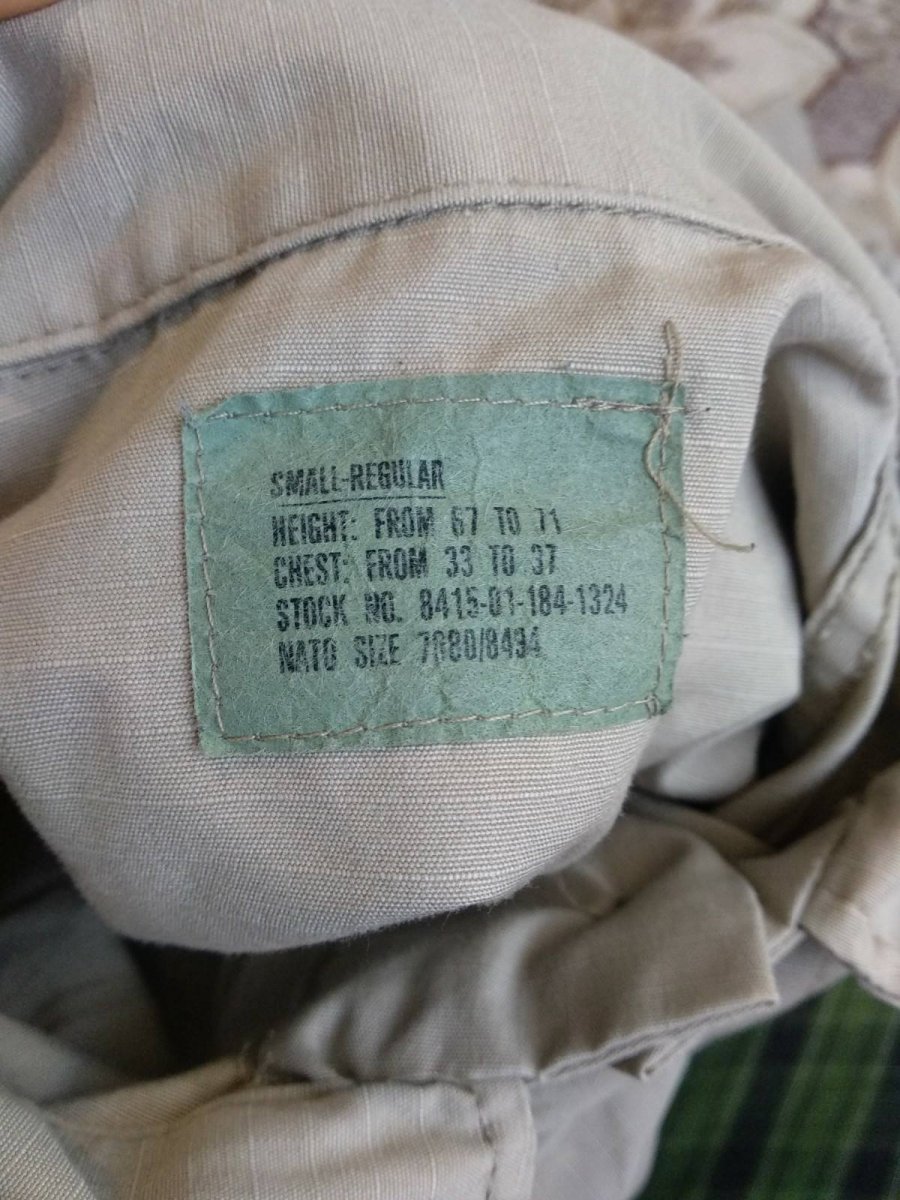 SMALL-REGULAR
HEIGHT: FROM 67 TO 71
CHEST: FROM 33 TO 37
STOCK NO. 8415-01-184-1324
NATO SIZE 7080/8494